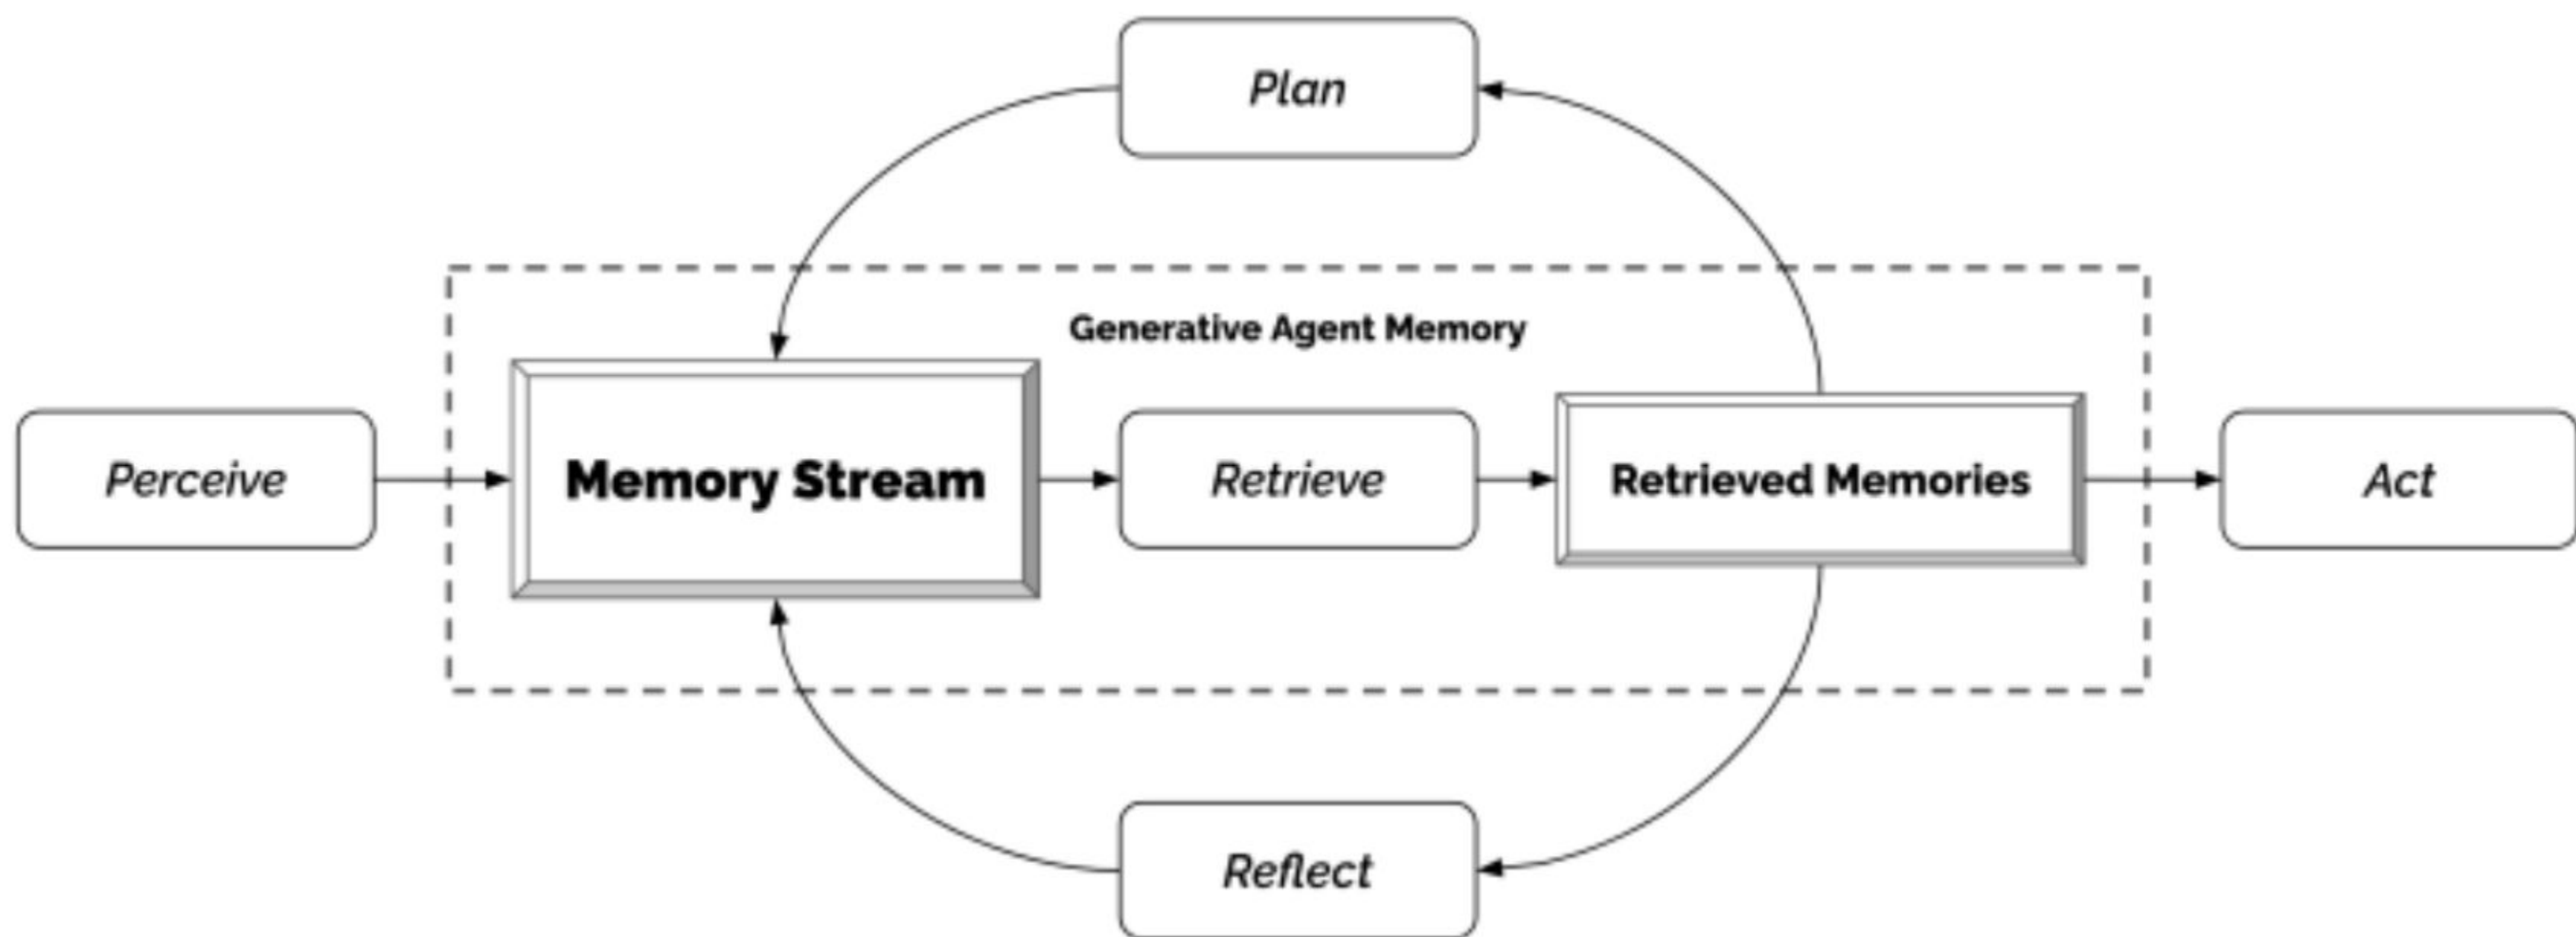 Plan
Generative Agent Memory
Perceive
Memory Stream
Retrieve
Retrieved Memories
Act
Reflect